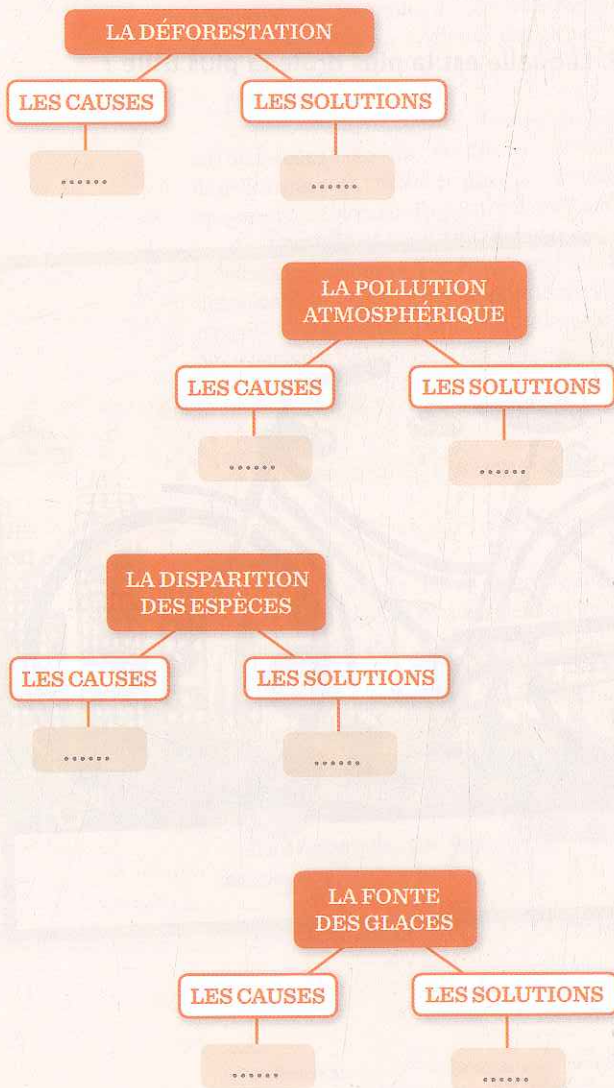 LA DÉFORESTATION
LES CAUSES
LES SOLUTIONS
......
......
LA POLLUTION
ATMOSPHÉRIQUE
LES CAUSES
LES SOLUTIONS
......
......
LA DISPARITION
DES ESPÈCES
LES CAUSES
LES SOLUTIONS
......
......
LA FONTE
DES GLACES
LES CAUSES
LES SOLUTIONS
......
......